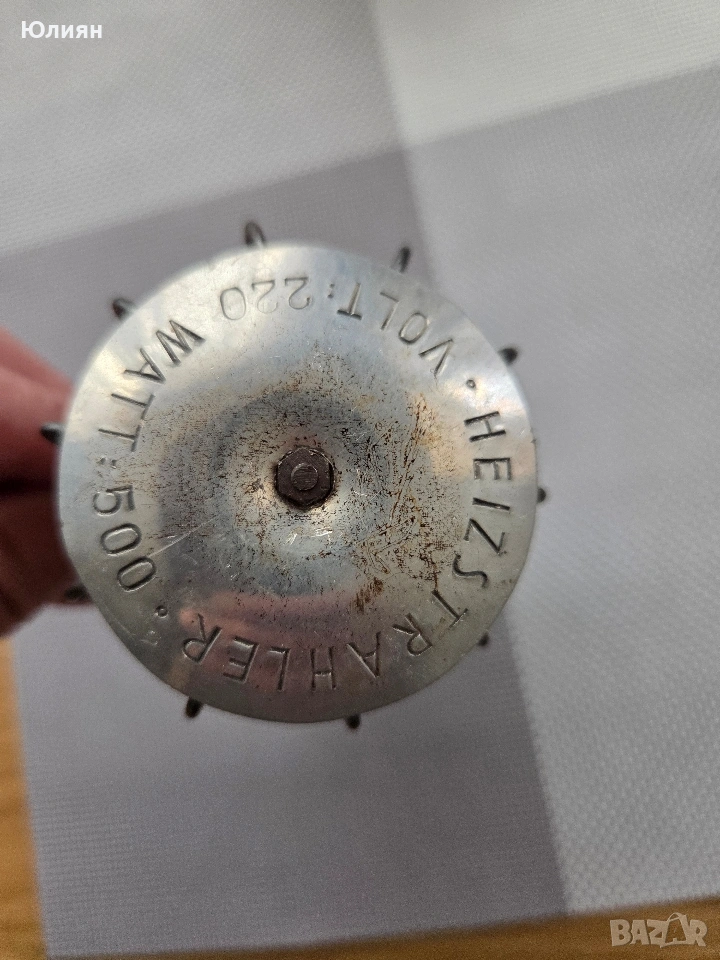 Юлиян
HEIZSTRAHLER. 500 WATT: 220 VOLT:.
BAZAR